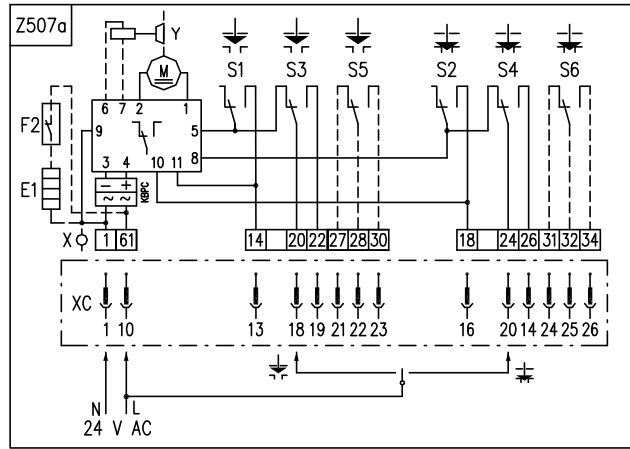 Z507a
Y
M
S1 S3 S5 S2 S4 S6
6 7 2 1
F2 9 5
8
3 4 10 11
E1 − + KBPC
~ ~
X 1 61 14 20 22 27 28 30 18 24 26 31 32 34
XC
1 10 13 18 19 21 22 23 16 20 14 24 25 26
N L
24 V AC